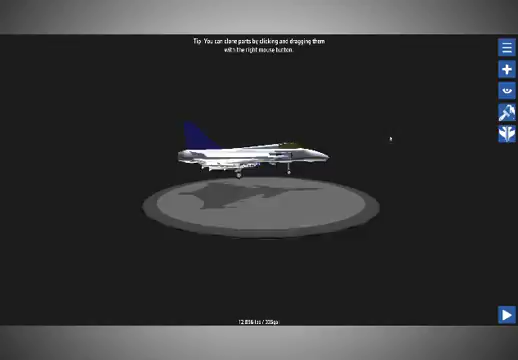 Tip: You can clone parts by clicking and dragging them
with the right mouse button.